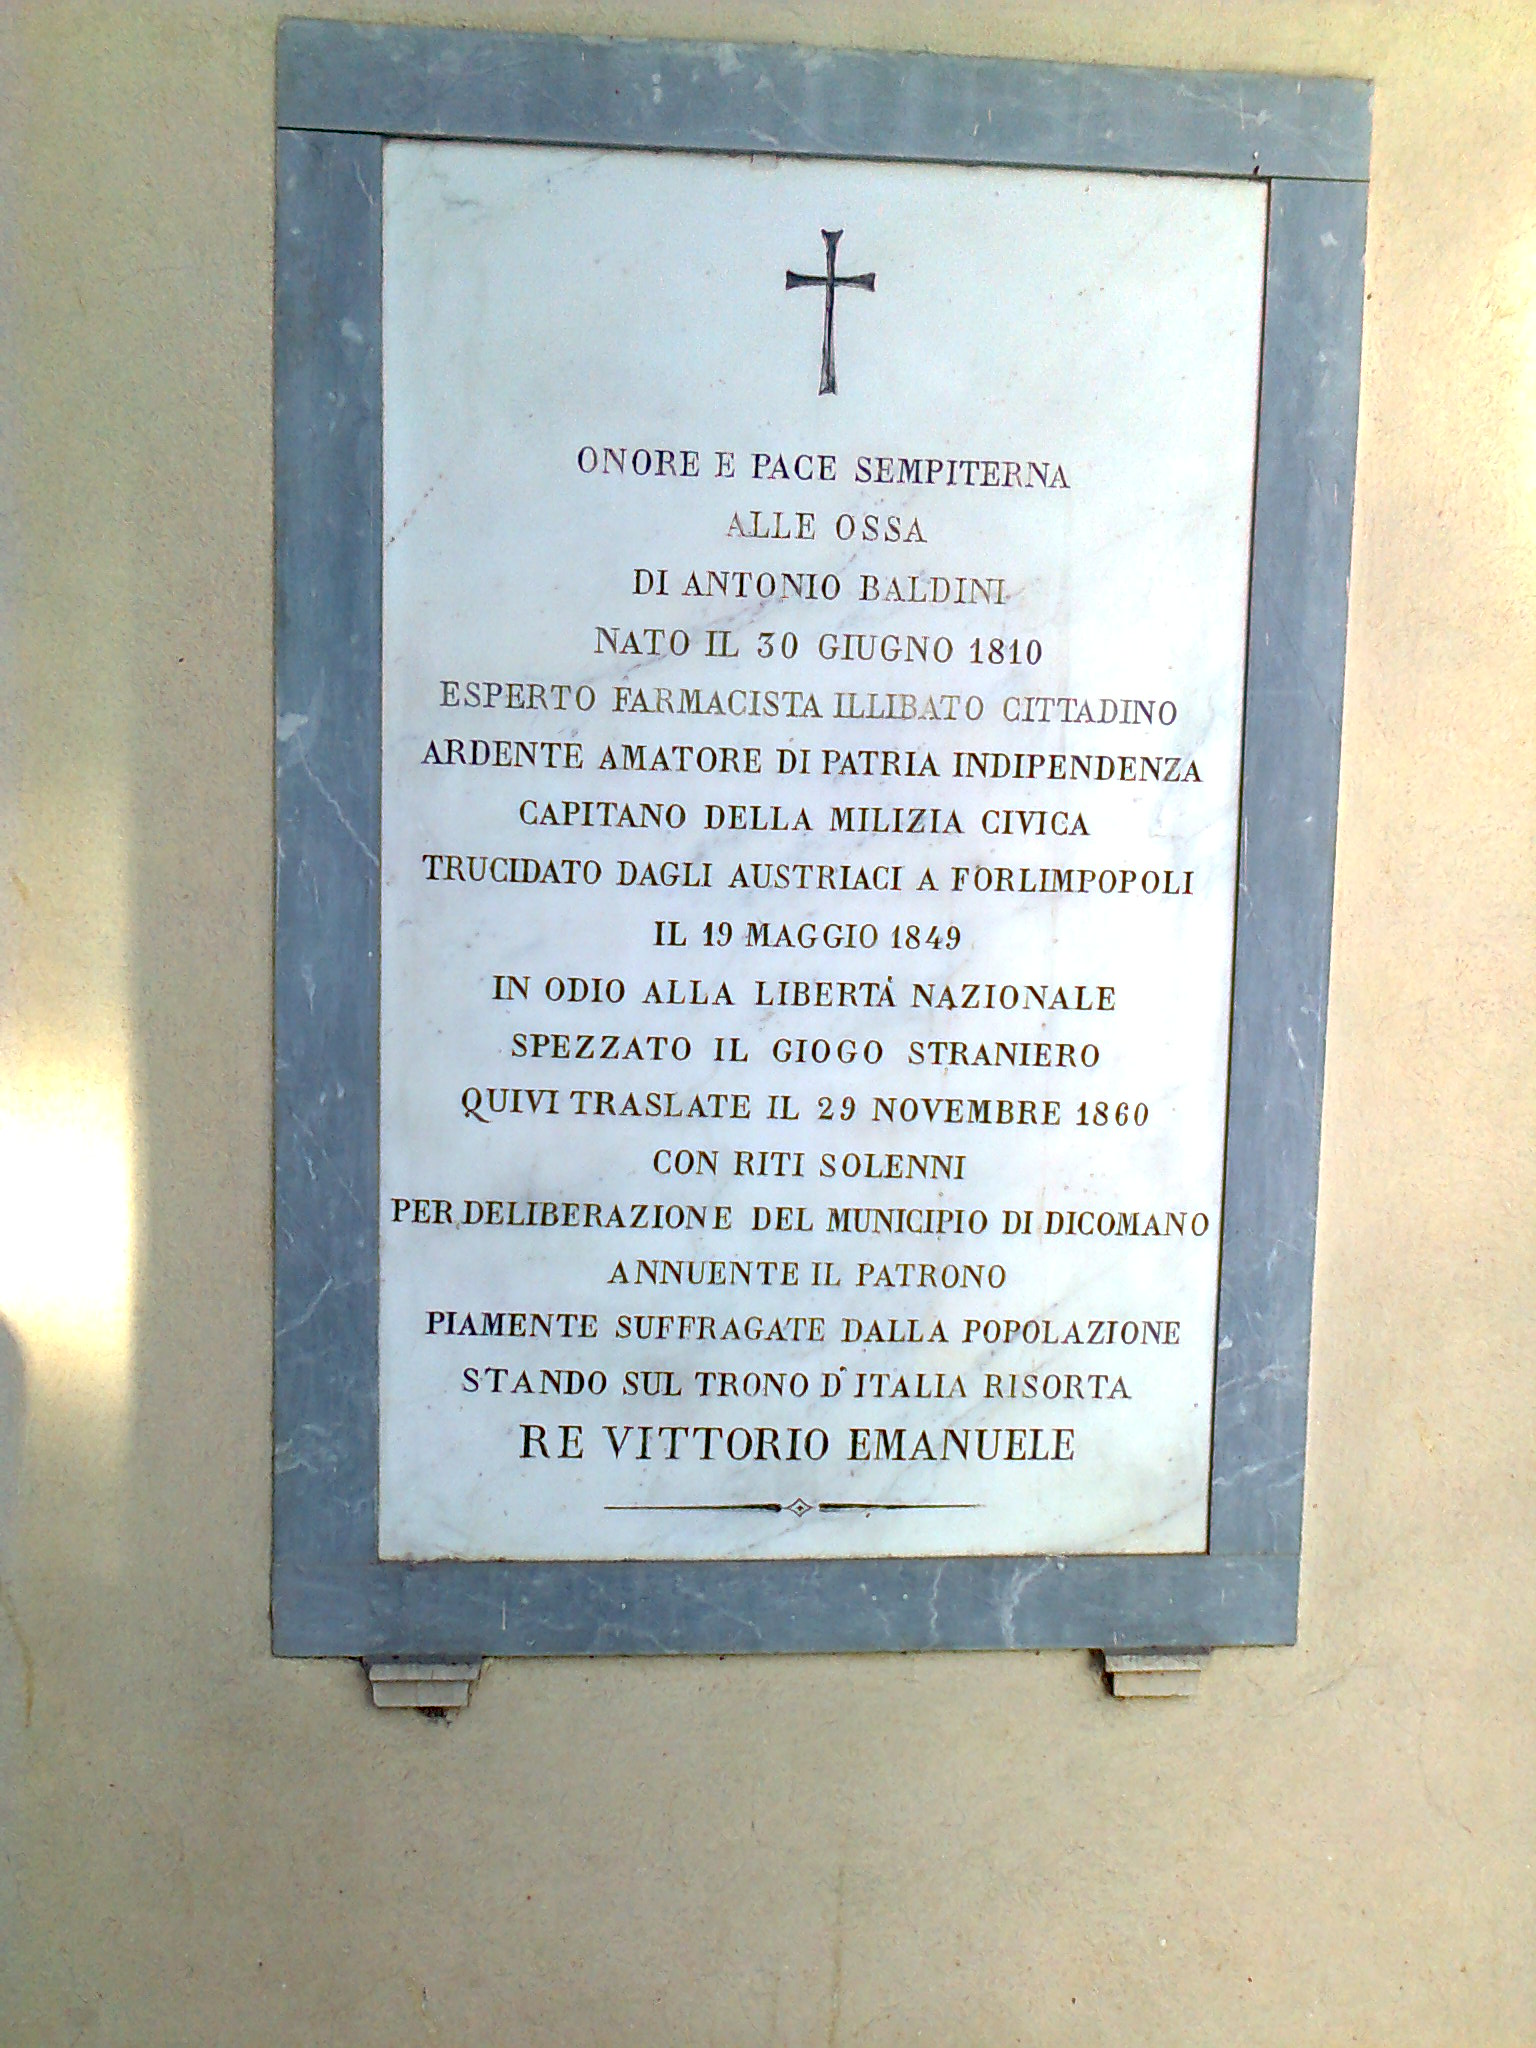 ONORE E PACE SEMPITERNA
ALLE OSSA
DI ANTONIO BALDINI
NATO IL 30 GIUGNO 1810
ESPERTO FARMACISTA ILLIBATO CITTADINO
ARDENTE AMATORE DI PATRIA INDIPENDENZA
CAPITANO DELLA MILIZIA CIVICA
TRUCIDATO DAGLI AUSTRIACI A FORLIMPOPOLI
IL 19 MAGGIO 1849
IN ODIO ALLA LIBERTÁ NAZIONALE
SPEZZATO IL GIOGO STRANIERO
QUIVI TRASLATE IL 29 NOVEMBRE 1860
CON RITI SOLENNI
PER DELIBERAZIONE DEL MUNICIPIO DI DICOMANO
ANNUENTE IL PATRONO
PIAMENTE SUFFRAGATE DALLA POPOLAZIONE
STANDO SUL TRONO D'ITALIA RISORTA
RE VITTORIO EMANUELE